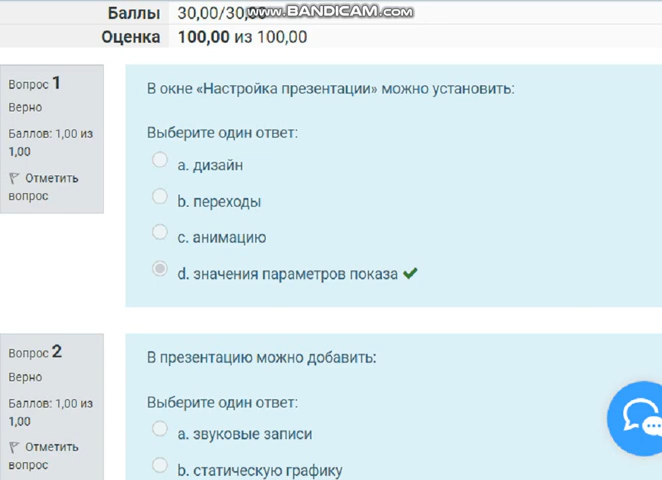 Баллы 30,00/30,00
www.BANDICAM.com
Оценка 100,00 из 100,00
Вопрос 1
Верно
Баллов: 1,00 из
1,00
Отметить
вопрос
В окне «Настройка презентации» можно установить:
Выберите один ответ:
a. дизайн
b. переходы
c. анимацию
d. значения параметров показа
Вопрос 2
Верно
Баллов: 1,00 из
1,00
Отметить
вопрос
В презентацию можно добавить:
Выберите один ответ:
a. звуковые записи
b. статическую графику